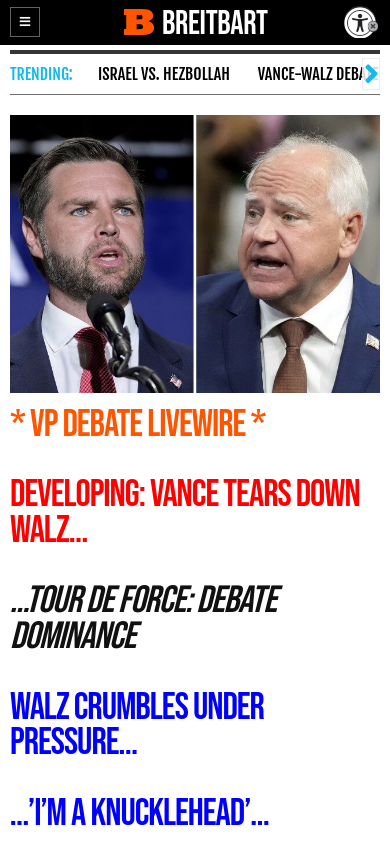 BREITBART
TRENDING: ISRAEL VS. HEZBOLLAH VANCE-WALZ DEBA
* VP DEBATE LIVEWIRE *
DEVELOPING: VANCE TEARS DOWN
WALZ...
...TOUR DE FORCE: DEBATE
DOMINANCE
WALZ CRUMBLES UNDER
PRESSURE...
...'I'M A KNUCKLEHEAD'...